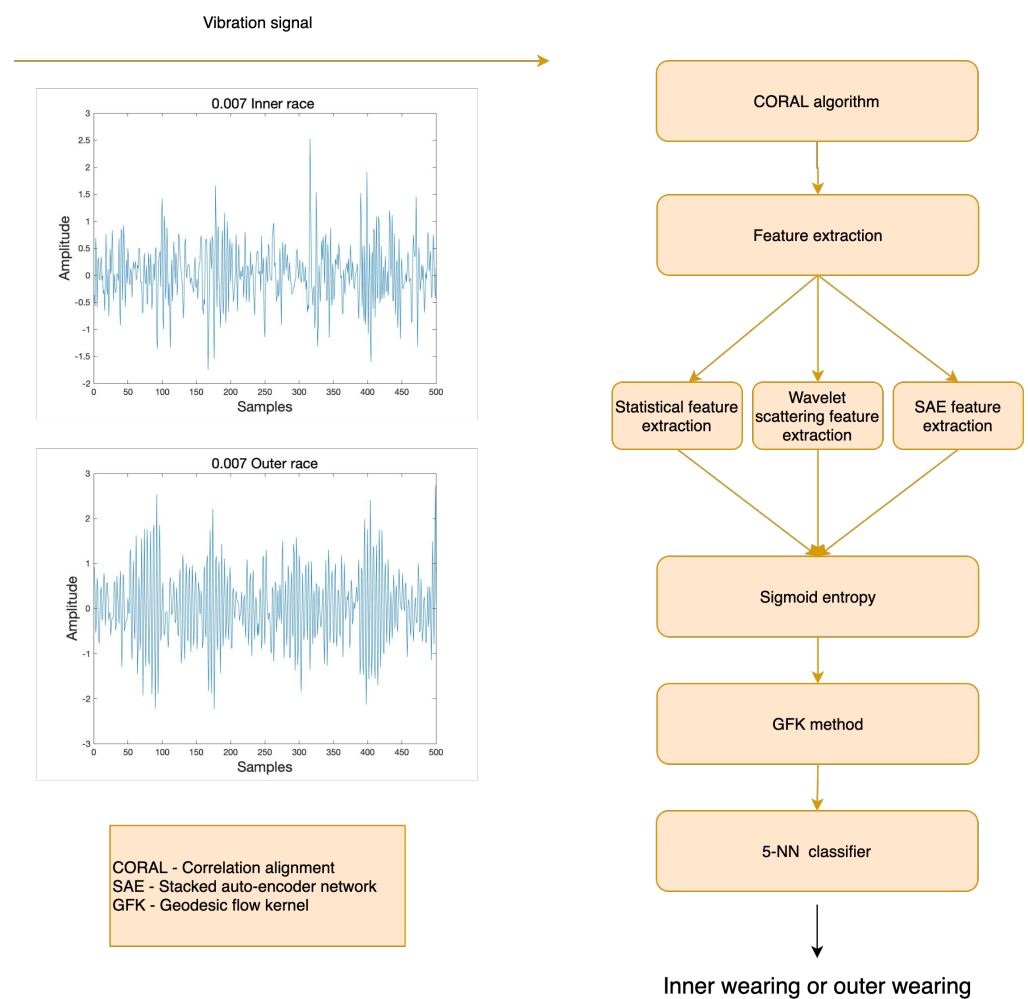 Vibration signal
0.007 Inner race
3
2.5
2
1.5
1
0.5
0
-0.5
-1
-1.5
-2
Amplitude
0 50 100 150 200 250 300 350 400 450 500
Samples
0.007 Outer race
3
2
1
0
-1
-2
-3
Amplitude
0 50 100 150 200 250 300 350 400 450 500
Samples
CORAL - Correlation alignment
SAE - Stacked auto-encoder network
GFK - Geodesic flow kernel
CORAL algorithm
Feature extraction
Statistical feature
extraction
Wavelet
scattering feature
extraction
SAE feature
extraction
Sigmoid entropy
GFK method
5-NN classifier
Inner wearing or outer wearing